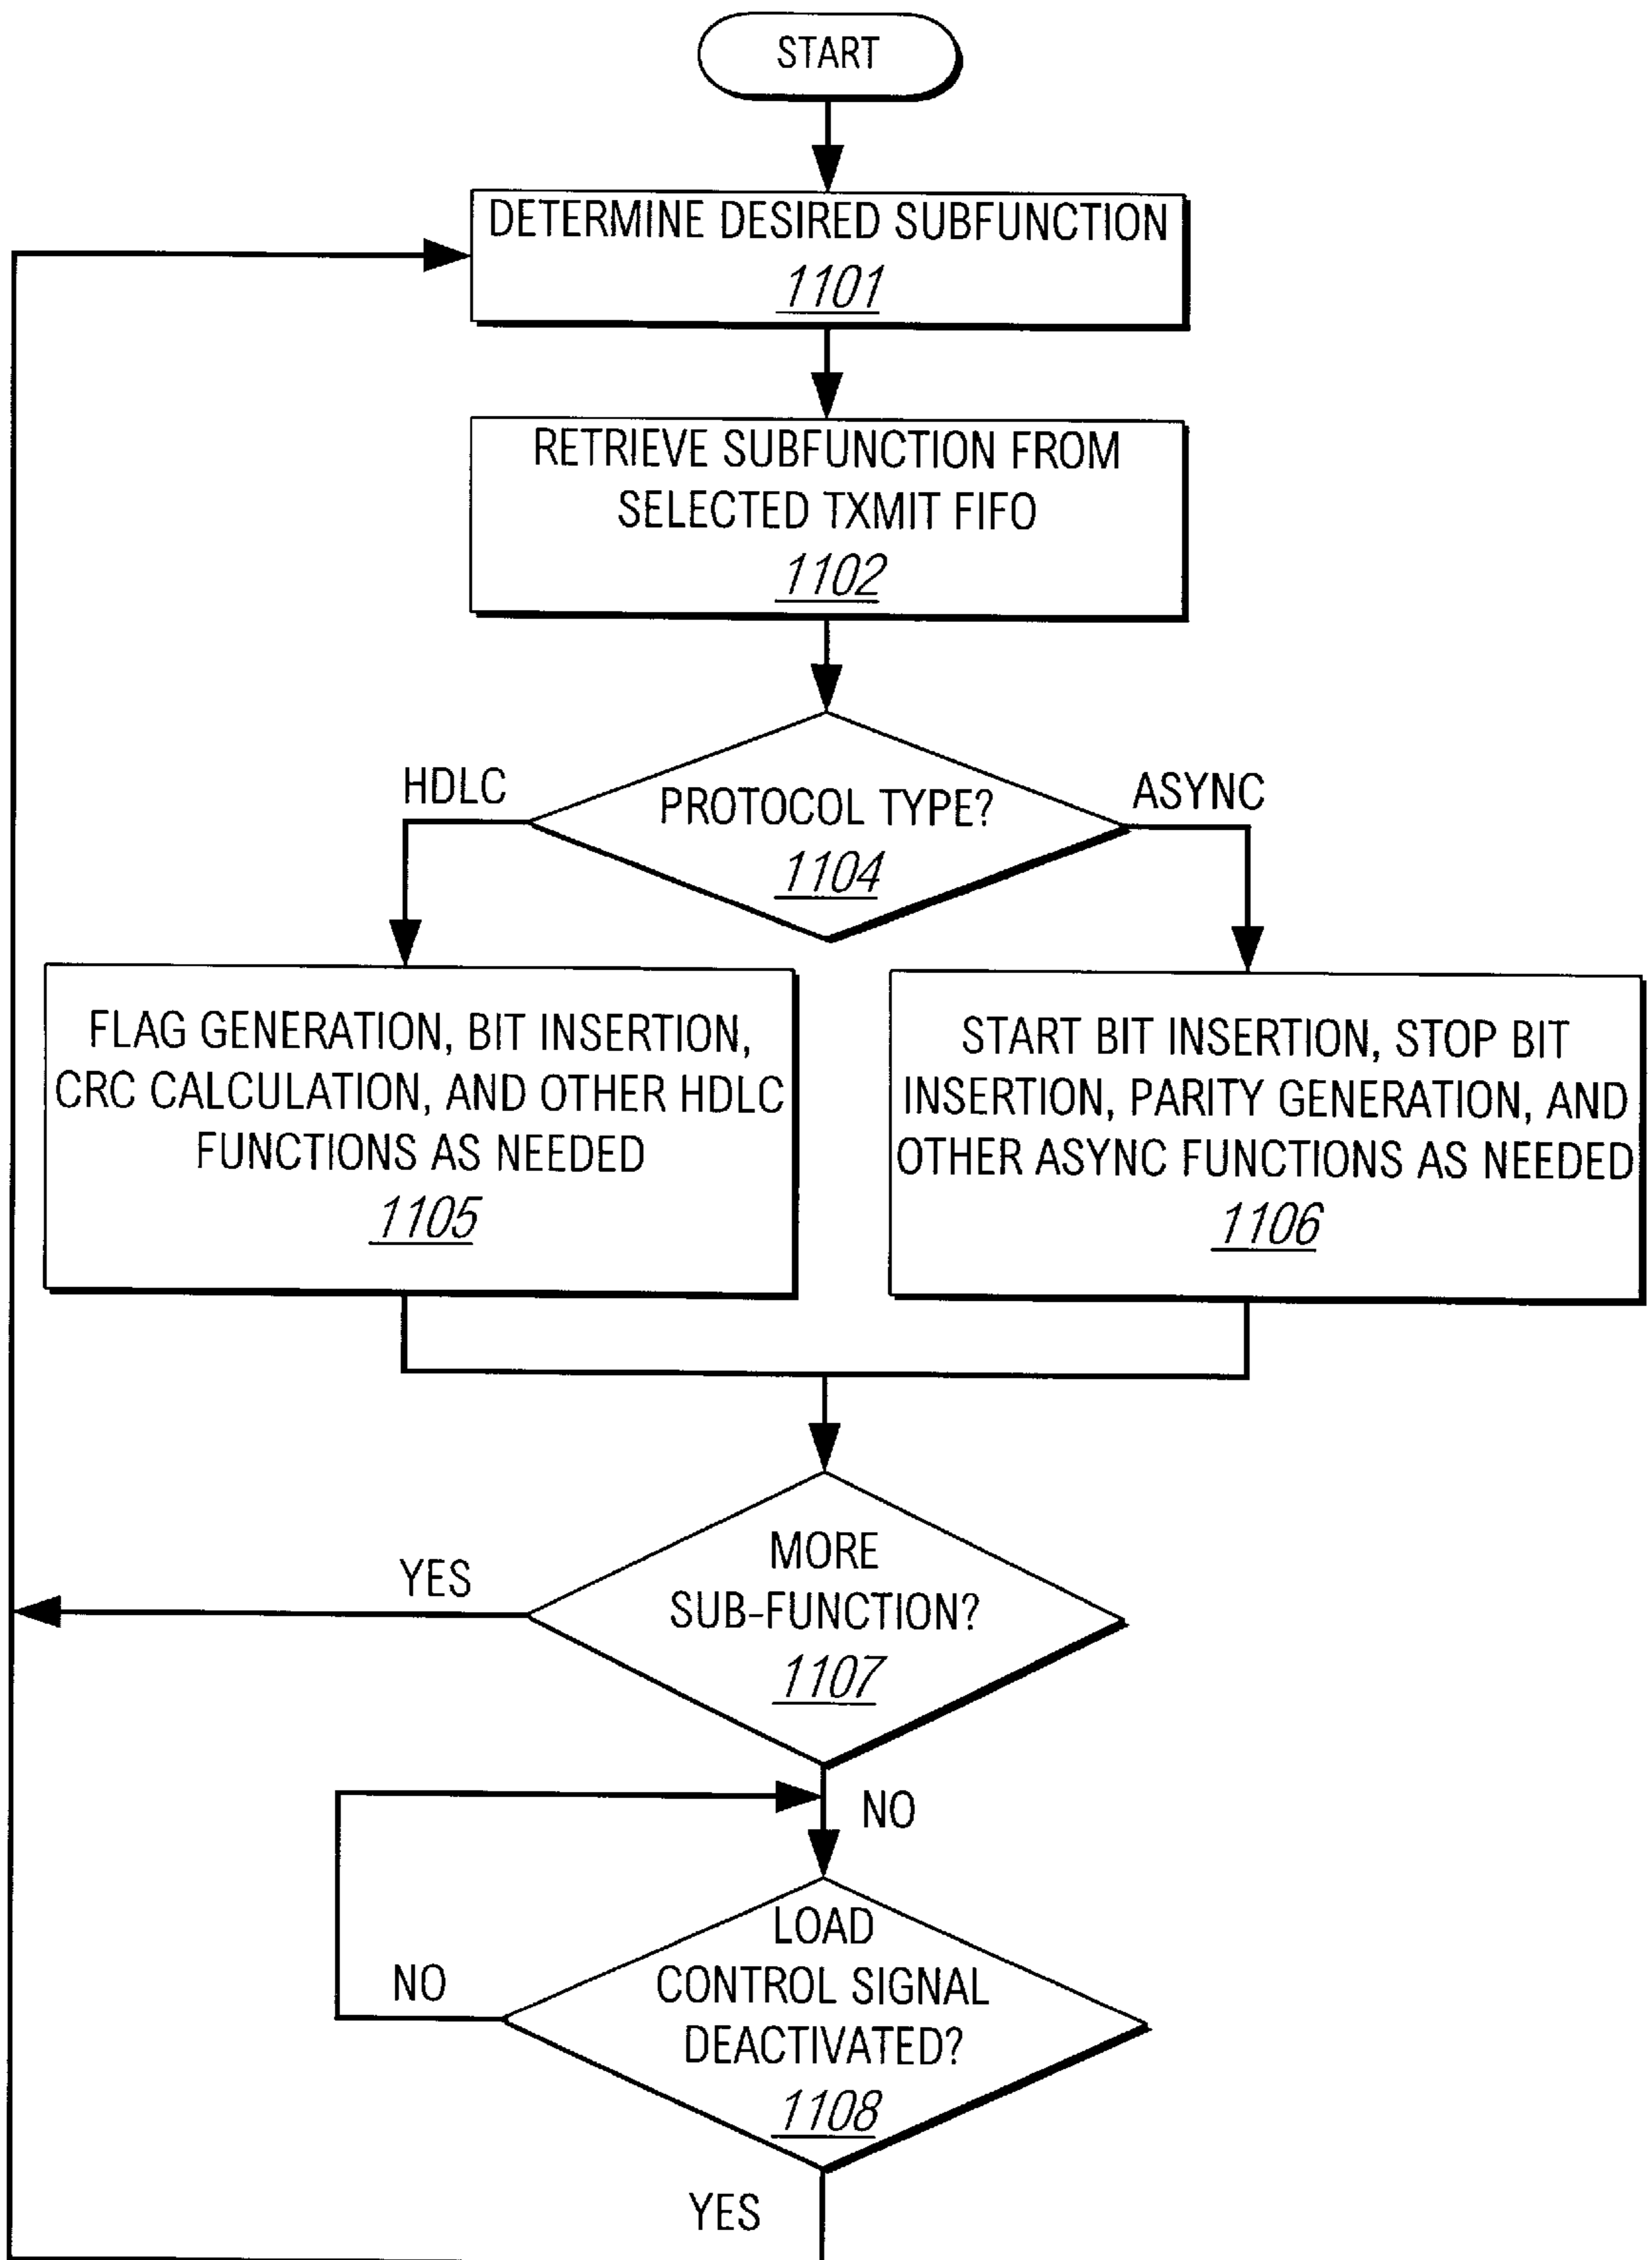 START
DETERMINE DESIRED SUBFUNCTION
1101
RETRIEVE SUBFUNCTION FROM
SELECTED TXMIT FIFO
1102
HDLC
ASYNC
PROTOCOL TYPE?
1104
FLAG GENERATION, BIT INSERTION,
CRC CALCULATION, AND OTHER HDLC
FUNCTIONS AS NEEDED
1105
START BIT INSERTION, STOP BIT
INSERTION, PARITY GENERATION, AND
OTHER ASYNC FUNCTIONS AS NEEDED
1106
MORE
SUB-FUNCTION?
1107
YES
NO
LOAD
CONTROL SIGNAL
DEACTIVATED?
1108
NO
YES